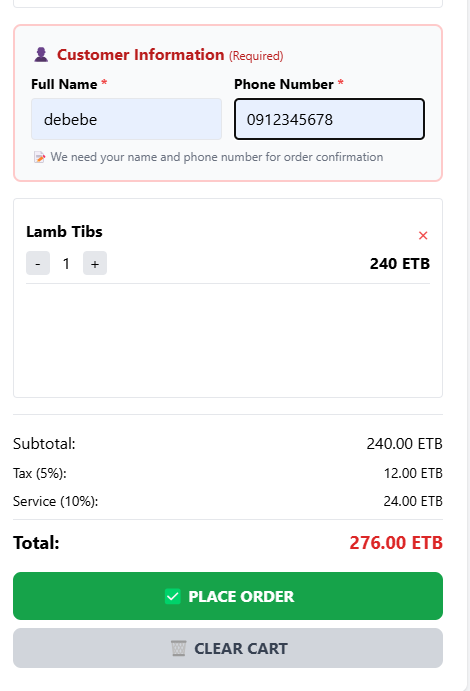 👤 Customer Information (Required)
Full Name * Phone Number *
debebe 0912345678
📝 We need your name and phone number for order confirmation
Lamb Tibs
×
- 1 + 240 ETB
Subtotal: 240.00 ETB
Tax (5%): 12.00 ETB
Service (10%): 24.00 ETB
Total: 276.00 ETB
✅ PLACE ORDER
🗑️ CLEAR CART